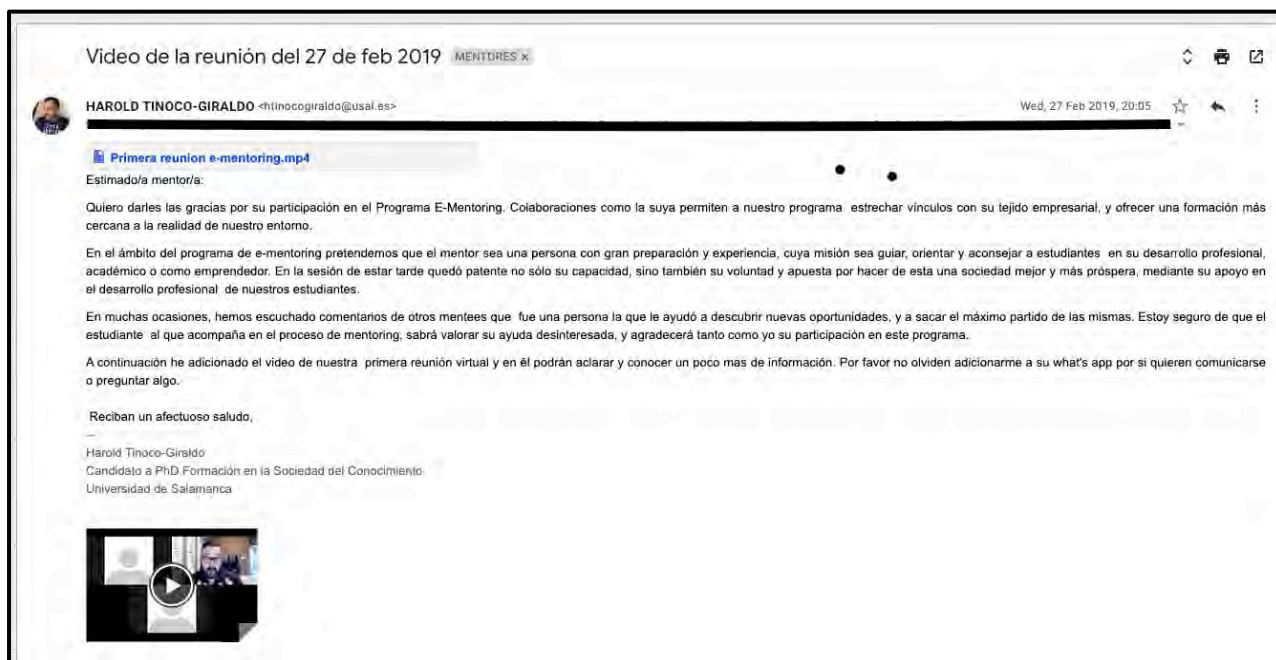 Video de la reunión del 27 de feb 2019 MENTORES x
HAROLD TINOCO-GIRALDO <htinocogiraldo@usal.es> Wed, 27 Feb 2019, 20:05
Primera reunion e-mentoring.mp4
Estimado/a mentor/a:
Quiero darles las gracias por su participación en el Programa E-Mentoring. Colaboraciones como la suya permiten a nuestro programa estrechar vínculos con su tejido empresarial, y ofrecer una formación más
cercana a la realidad de nuestro entorno.
En el ámbito del programa de e-mentoring pretendemos que el mentor sea una persona con gran preparación y experiencia, cuya misión sea guiar, orientar y aconsejar a estudiantes en su desarrollo profesional,
académico o como emprendedor. En la sesión de estar tarde quedó patente no sólo su capacidad, sino también su voluntad y apuesta por hacer de esta una sociedad mejor y más próspera, mediante su apoyo en
el desarrollo profesional de nuestros estudiantes.
En muchas ocasiones, hemos escuchado comentarios de otros mentees que fue una persona la que le ayudó a descubrir nuevas oportunidades, y a sacar el máximo partido de las mismas. Estoy seguro de que el
estudiante al que acompaña en el proceso de mentoring, sabrá valorar su ayuda desinteresada, y agradecerá tanto como yo su participación en este programa.
A continuación he adicionado el video de nuestra primera reunión virtual y en él podrán aclarar y conocer un poco mas de información. Por favor no olviden adicionarme a su what's app por si quieren comunicarse
o preguntar algo.
Reciban un afectuoso saludo,
--
Harold Tinoco-Giraldo
Candidato a PhD Formación en la Sociedad del Conocimiento
Universidad de Salamanca